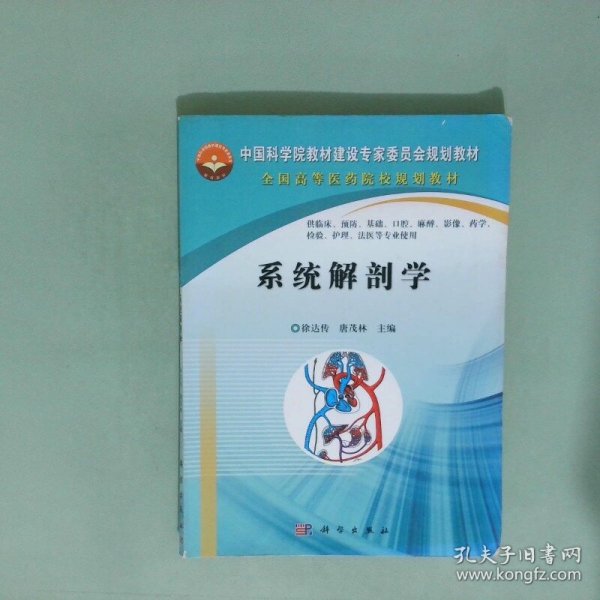 中国科学院教材建设专家委员会规划教材
全国高等医药院校规划教材
供临床、预防、基础、口腔、麻醉、影像、药学、
检验、护理、法医等专业使用
系统解剖学
◎徐达传 唐茂林 主编
科学出版社
孔夫子旧书网
www.kongfz.com